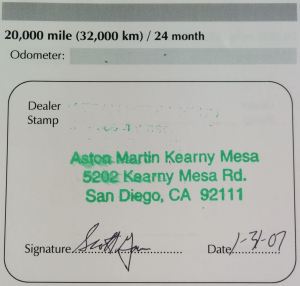 20,000 mile (32,000 km) / 24 month
Odometer:
Dealer
Stamp
Aston Martin Kearny Mesa
5202 Kearny Mesa Rd.
San Diego, CA 92111
Signature Date 1-31-07